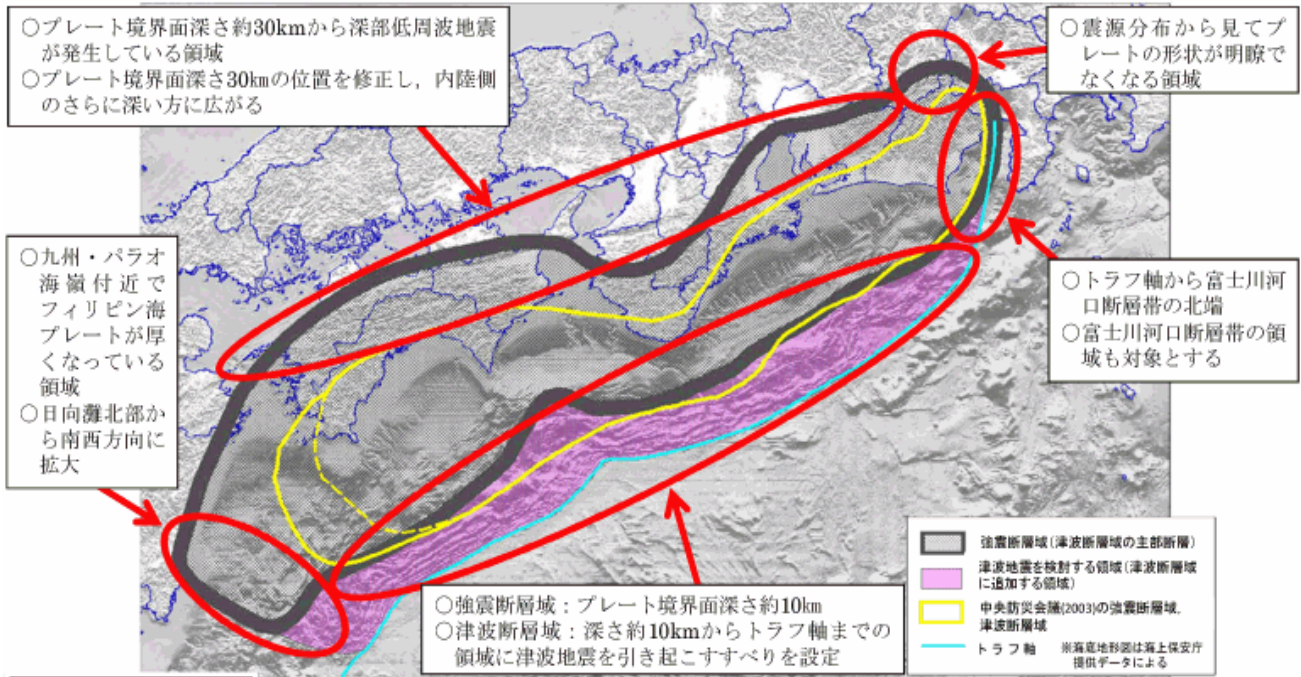 ○プレート境界面深さ約30kmから深部低周波地震
が発生している領域
○プレート境界面深さ30kmの位置を修正し，内陸側
のさらに深い方に広がる
○震源分布から見てプ
レートの形状が明瞭で
なくなる領域
○九州・パラオ
海嶺付近で
フィリピン海
プレートが厚
くなっている
領域
○日向灘北部か
ら南西方向に
拡大
○トラフ軸から富士川河
口断層帯の北端
○富士川河口断層帯の領
域も対象とする
○強震断層域：プレート境界面深さ約10km
○津波断層域：深さ約10kmからトラフ軸までの
領域に津波地震を引き起こすすべりを設定
強震断層域（津波断層域の主部断層）
津波地震を検討する領域（津波断層域
に追加する領域）
中央防災会議(2003)の強震断層域，
津波断層域
トラフ軸 ※海底地形図は海上保安庁
提供データによる